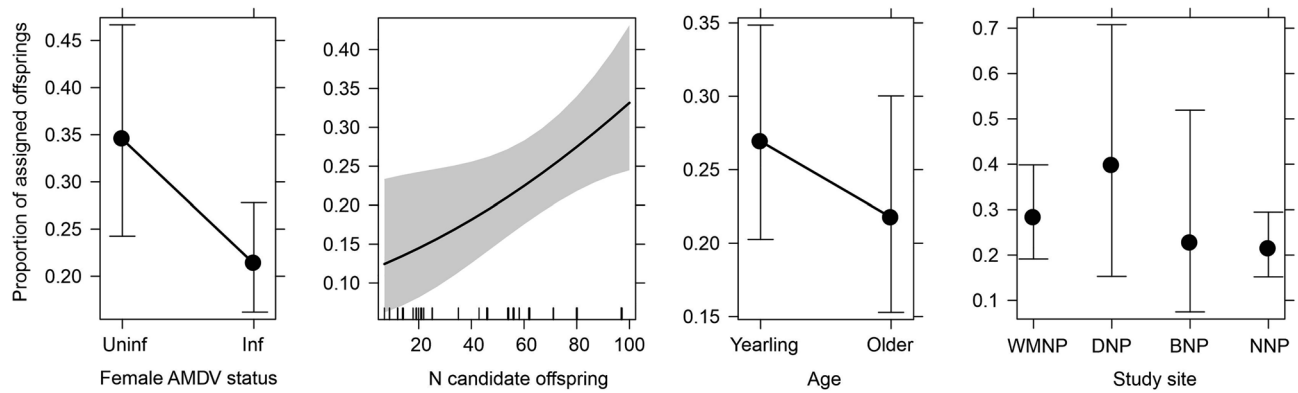 Proportion of assigned offsprings
0.45
0.40
0.35
0.30
0.25
0.20
Uninf Inf
Female AMDV status
0.40
0.35
0.30
0.25
0.20
0.15
0.10
20 40 60 80 100
N candidate offspring
0.35
0.30
0.25
0.20
0.15
Yearling Older
Age
0.7
0.6
0.5
0.4
0.3
0.2
0.1
WMNP DNP BNP NNP
Study site